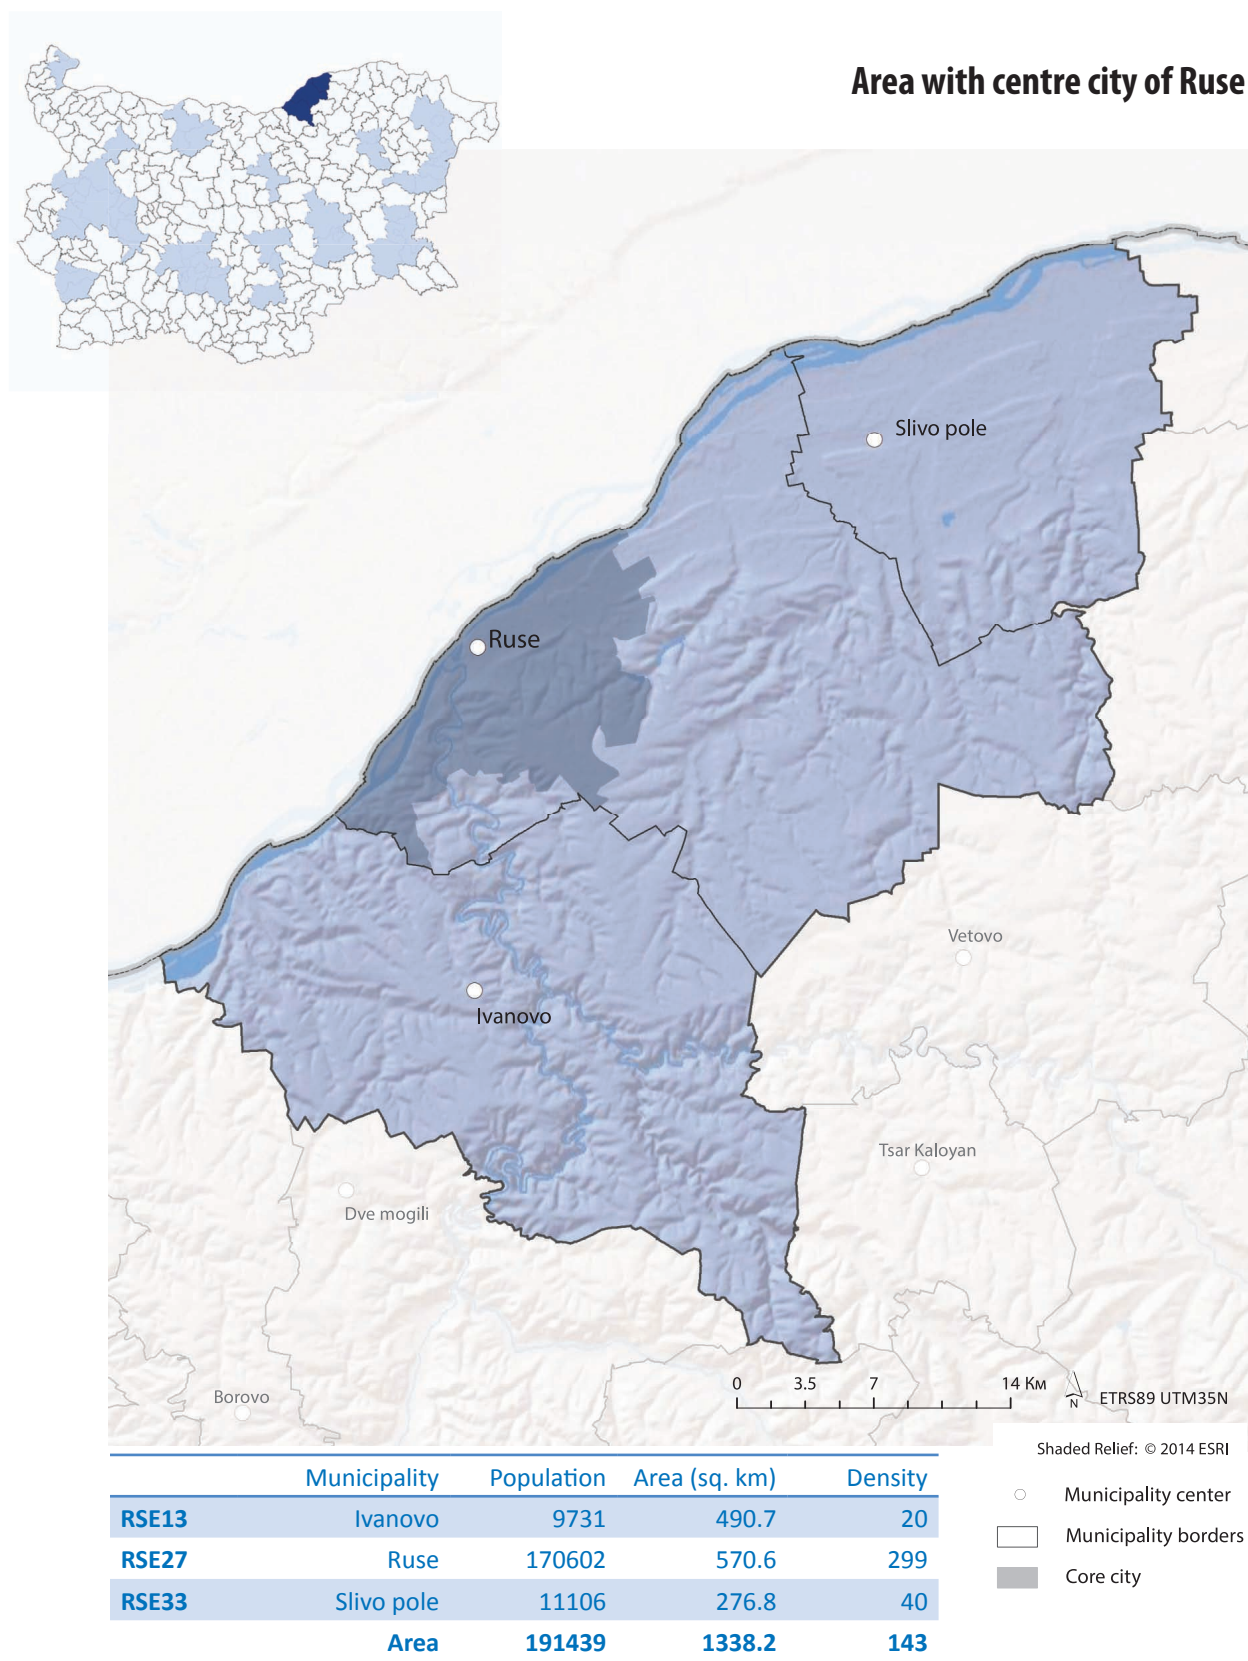 Area with centre city of Ruse
Slivo pole
Ruse
Vetovo
Ivanovo
Tsar Kaloyan
Dve mogili
Borovo
0 3.5 7 14 Км
N
ETRS89 UTM35N
Shaded Relief: © 2014 ESRI
Municipality center
Municipality borders
Core city
Municipality Population Area (sq. km) Density
RSE13 Ivanovo 9731 490.7 20
RSE27 Ruse 170602 570.6 299
RSE33 Slivo pole 11106 276.8 40
Area 191439 1338.2 143